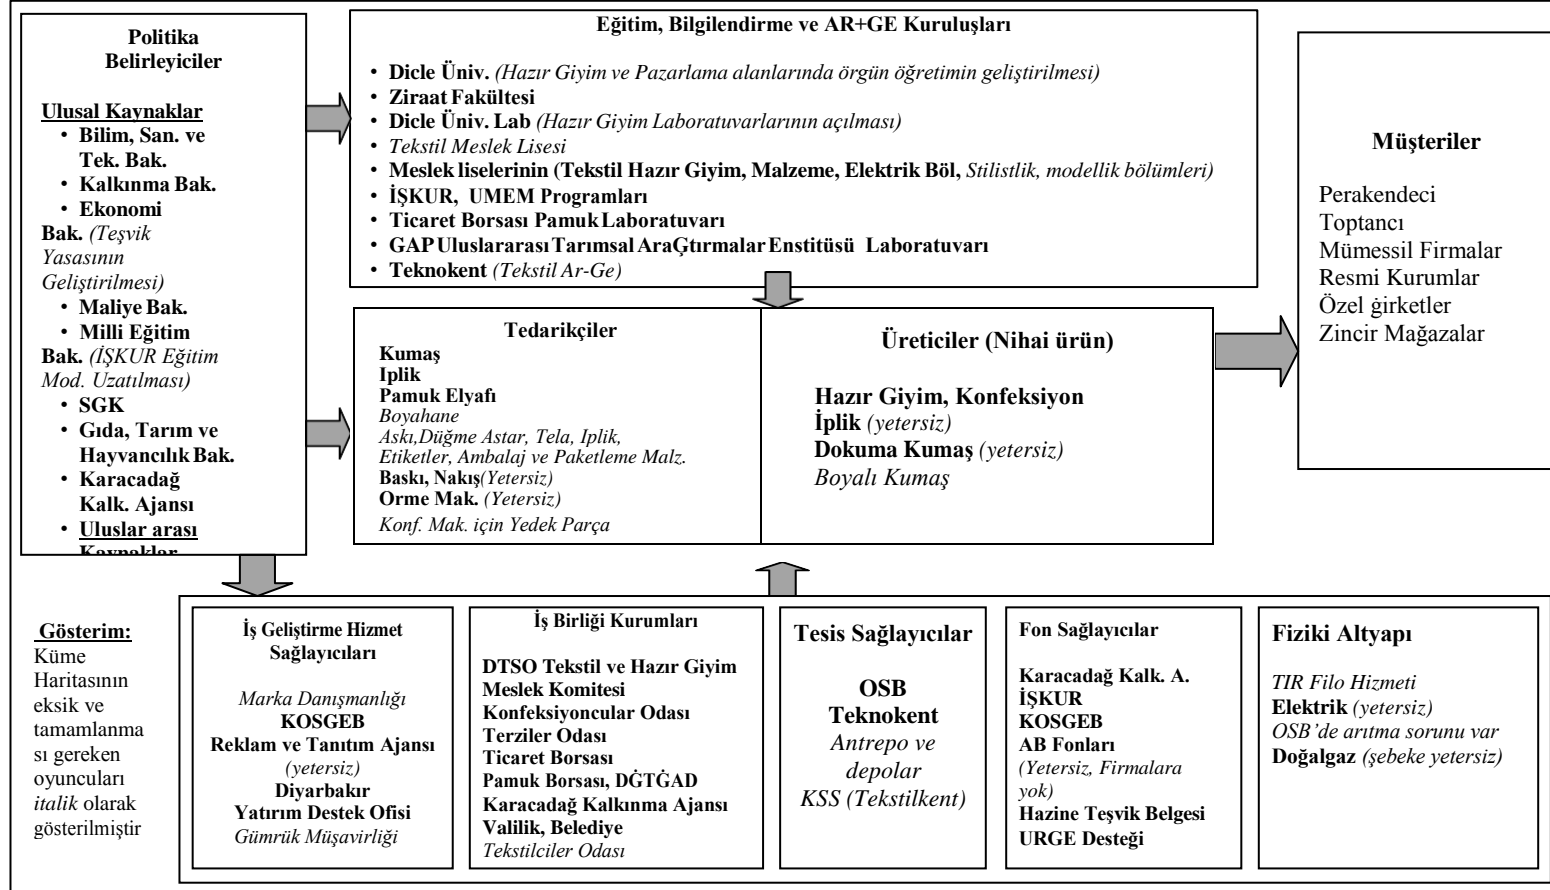 Politika
Belirleyiciler
Ulusal Kaynaklar
• Bilim, San. ve
Tek. Bak.
• Kalkınma Bak.
• Ekonomi
Bak. (Teşvik
Yasasının
Geliştirilmesi)
• Maliye Bak.
• Milli Eğitim
Bak. (İŞKUR Eğitim
Mod. Uzatılması)
• SGK
• Gıda, Tarım ve
Hayvancılık Bak.
• Karacadağ
Kalk. Ajansı
• Uluslar arası
Kaynaklar
Eğitim, Bilgilendirme ve AR+GE Kuruluşları
• Dicle Üniv. (Hazır Giyim ve Pazarlama alanlarında örgün öğretimin geliştirilmesi)
• Ziraat Fakültesi
• Dicle Üniv. Lab (Hazır Giyim Laboratuvarlarının açılması)
• Tekstil Meslek Lisesi
• Meslek liselerinin (Tekstil Hazır Giyim, Malzeme, Elektrik Böl, Stilistlik, modellik bölümleri)
• İŞKUR, UMEM Programları
• Ticaret Borsası Pamuk Laboratuvarı
• GAP Uluslararası Tarımsal AraĢtırmalar Enstitüsü Laboratuvarı
• Teknokent (Tekstil Ar-Ge)
Tedarikçiler
Kumaş
Iplik
Pamuk Elyafı
Boyahane
Askı,Düğme Astar, Tela, Iplik,
Etiketler, Ambalaj ve Paketleme Malz.
Baskı, Nakış(Yetersiz)
Orme Mak. (Yetersiz)
Konf. Mak. için Yedek Parça
Üreticiler (Nihai ürün)
Hazır Giyim, Konfeksiyon
İplik (yetersiz)
Dokuma Kumaş (yetersiz)
Boyalı Kumaş
Müşteriler
Perakendeci
Toptancı
Mümessil Firmalar
Resmi Kurumlar
Özel ġirketler
Zincir Mağazalar
Gösterim:
Küme
Haritasının
eksik ve
tamamlanma
sı gereken
oyuncuları
italik olarak
gösterilmiştir
İş Geliştirme Hizmet
Sağlayıcıları
Marka Danışmanlığı
KOSGEB
Reklam ve Tanıtım Ajansı
(yetersiz)
Diyarbakır
Yatırım Destek Ofisi
Gümrük Müşavirliği
İş Birliği Kurumları
DTSO Tekstil ve Hazır Giyim
Meslek Komitesi
Konfeksiyoncular Odası
Terziler Odası
Ticaret Borsası
Pamuk Borsası, DĠTĠAD
Karacadağ Kalkınma Ajansı
Valilik, Belediye
Tekstilciler Odası
Tesis Sağlayıcılar
OSB
Teknokent
Antrepo ve
depolar
KSS (Tekstilkent)
Fon Sağlayıcılar
Karacadağ Kalk. A.
İŞKUR
KOSGEB
AB Fonları
(Yetersiz, Firmalara
yok)
Hazine Teşvik Belgesi
URGE Desteği
Fiziki Altyapı
TIR Filo Hizmeti
Elektrik (yetersiz)
OSB'de arıtma sorunu var
Doğalgaz (şebeke yetersiz)